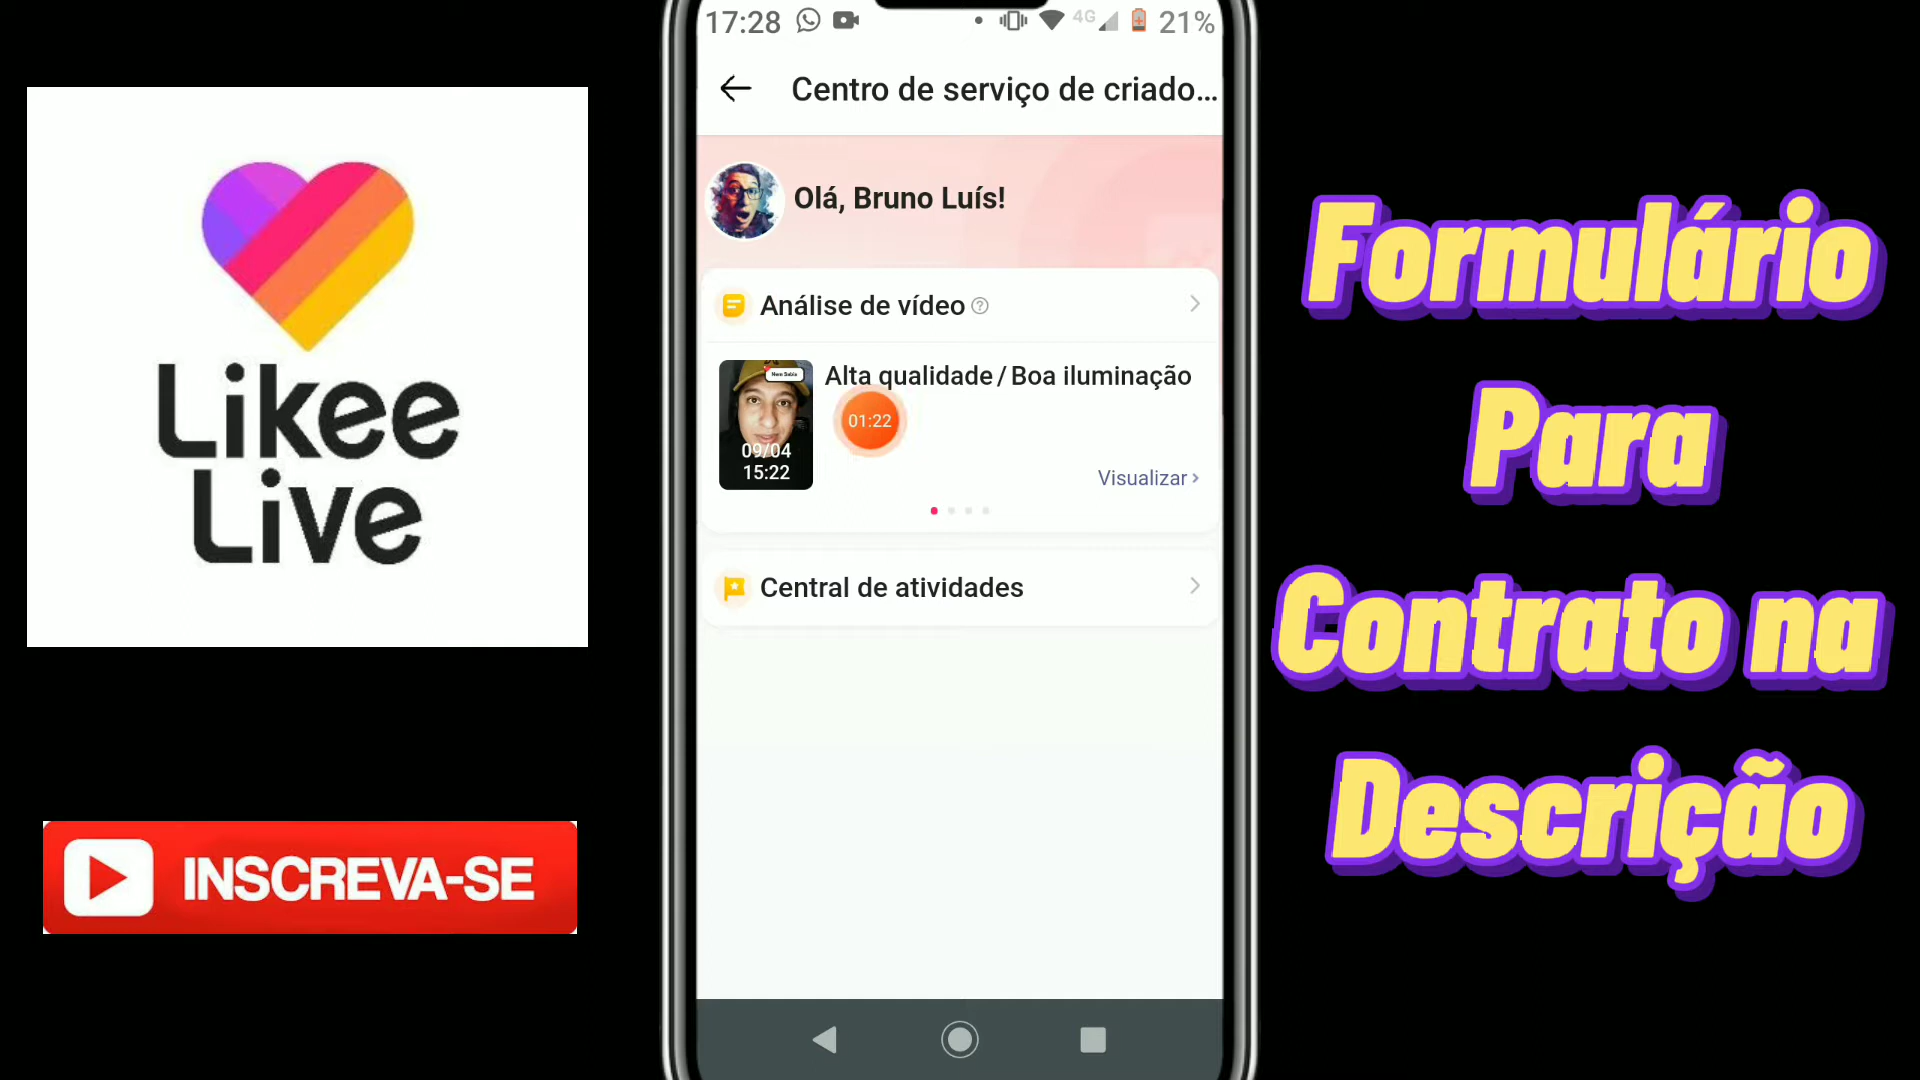 Likee
Live
INSCREVA-SE
17:28
4G
21%
Centro de serviço de criado...
Olá, Bruno Luís!
Análise de vídeo
Alta qualidade/Boa iluminação
Nem Sabia
01:22
09/04
15:22
Visualizar
Central de atividades
Formulário
Para
Contrato na
Descrição